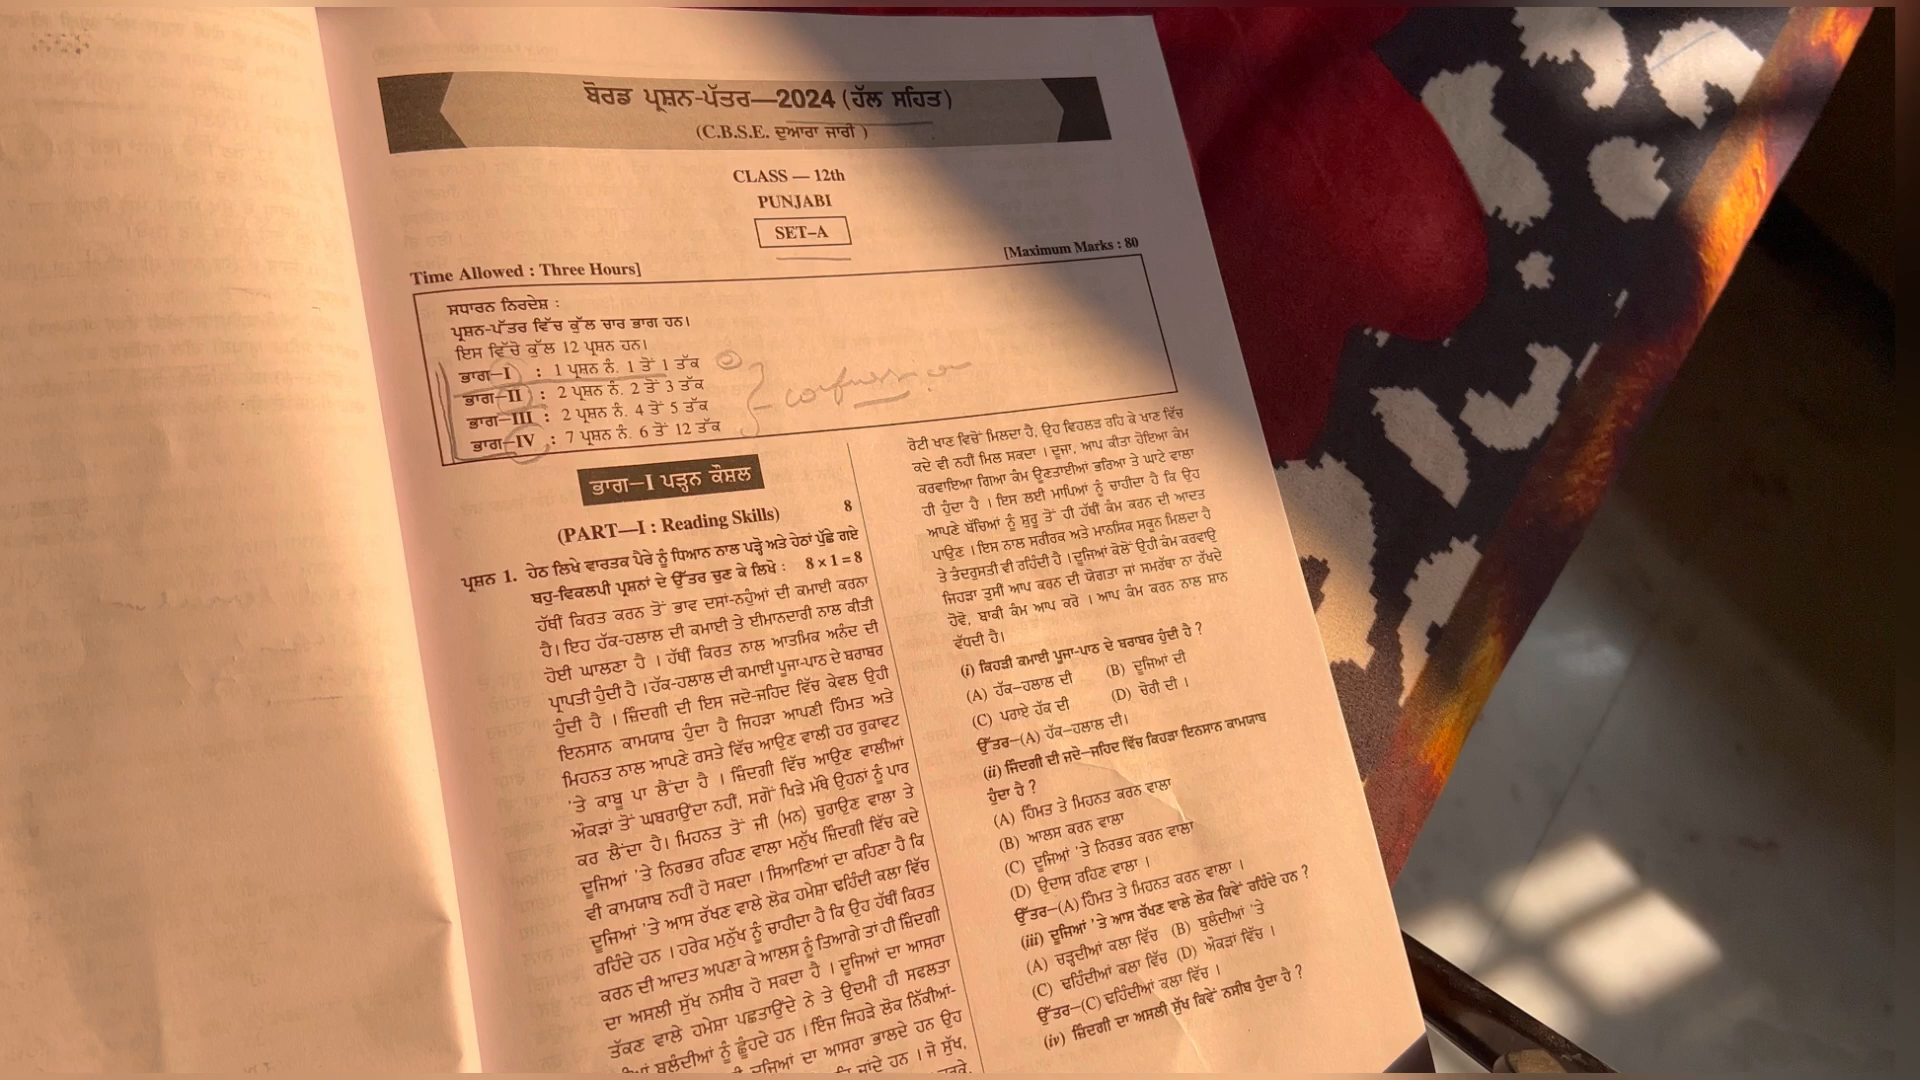 ਬੋਰਡ ਪ੍ਰਸ਼ਨ-ਪੱਤਰ—2024 (ਹੱਲ ਸਹਿਤ)
(C.B.S.E. ਦੁਆਰਾ ਜਾਰੀ )
CLASS — 12th
PUNJABI
SET–A
Time Allowed : Three Hours]
[Maximum Marks : 80
ਸਧਾਰਨ ਨਿਰਦੇਸ਼ :
ਪ੍ਰਸ਼ਨ-ਪੱਤਰ ਵਿੱਚ ਕੁੱਲ ਚਾਰ ਭਾਗ ਹਨ।
ਇਸ ਵਿੱਚੋ ਕੁੱਲ 12 ਪ੍ਰਸ਼ਨ ਹਨ।
ਭਾਗ–I : 1 ਪ੍ਰਸ਼ਨ ਨੰ. 1 ਤੋਂ 1 ਤੱਕ
ਭਾਗ–II : 2 ਪ੍ਰਸ਼ਨ ਨੰ. 2 ਤੋਂ 3 ਤੱਕ
ਭਾਗ–III : 2 ਪ੍ਰਸ਼ਨ ਨੰ. 4 ਤੋਂ 5 ਤੱਕ
ਭਾਗ–IV : 7 ਪ੍ਰਸ਼ਨ ਨੰ. 6 ਤੋਂ 12 ਤੱਕ
ਭਾਗ–I ਪੜ੍ਹਨ ਕੌਸ਼ਲ
(PART—I : Reading Skills) 8
ਪ੍ਰਸ਼ਨ 1. ਹੇਠ ਲਿਖੇ ਵਾਰਤਕ ਪੈਰੇ ਨੂੰ ਧਿਆਨ ਨਾਲ ਪੜ੍ਹੋ ਅਤੇ ਹੇਠਾਂ ਪੁੱਛੇ ਗਏ
ਬਹੁ-ਵਿਕਲਪੀ ਪ੍ਰਸ਼ਨਾਂ ਦੇ ਉੱਤਰ ਚੁਣ ਕੇ ਲਿਖੋ : 8 × 1 = 8
ਹੱਥੀਂ ਕਿਰਤ ਕਰਨ ਤੋਂ ਭਾਵ ਦਸਾਂ-ਨਹੁੰਆਂ ਦੀ ਕਮਾਈ ਕਰਨਾ
ਹੈ। ਇਹ ਹੱਕ-ਹਲਾਲ ਦੀ ਕਮਾਈ ਤੇ ਈਮਾਨਦਾਰੀ ਨਾਲ ਕੀਤੀ
ਹੋਈ ਘਾਲਣਾ ਹੈ । ਹੱਥੀਂ ਕਿਰਤ ਨਾਲ ਆਤਮਿਕ ਅਨੰਦ ਦੀ
ਪ੍ਰਾਪਤੀ ਹੁੰਦੀ ਹੈ । ਹੱਕ-ਹਲਾਲ ਦੀ ਕਮਾਈ ਪੂਜਾ-ਪਾਠ ਦੇ ਬਰਾਬਰ
ਹੁੰਦੀ ਹੈ । ਜ਼ਿੰਦਗੀ ਦੀ ਇਸ ਜਦੋ-ਜਹਿਦ ਵਿੱਚ ਕੇਵਲ ਉਹੀ
ਇਨਸਾਨ ਕਾਮਯਾਬ ਹੁੰਦਾ ਹੈ ਜਿਹੜਾ ਆਪਣੀ ਹਿੰਮਤ ਅਤੇ
ਮਿਹਨਤ ਨਾਲ ਆਪਣੇ ਰਸਤੇ ਵਿੱਚ ਆਉਣ ਵਾਲੀ ਹਰ ਰੁਕਾਵਟ
'ਤੇ ਕਾਬੂ ਪਾ ਲੈਂਦਾ ਹੈ । ਜ਼ਿੰਦਗੀ ਵਿੱਚ ਆਉਣ ਵਾਲੀਆਂ
ਔਕੜਾਂ ਤੋਂ ਘਬਰਾਉਂਦਾ ਨਹੀਂ, ਸਗੋਂ ਖਿੜੇ ਮੱਥੇ ਉਹਨਾਂ ਨੂੰ ਪਾਰ
ਕਰ ਲੈਂਦਾ ਹੈ। ਮਿਹਨਤ ਤੋਂ ਜੀ (ਮਨ) ਚੁਰਾਉਣ ਵਾਲਾ ਤੇ
ਦੂਜਿਆਂ 'ਤੇ ਨਿਰਭਰ ਰਹਿਣ ਵਾਲਾ ਮਨੁੱਖ ਜ਼ਿੰਦਗੀ ਵਿੱਚ ਕਦੇ
ਵੀ ਕਾਮਯਾਬ ਨਹੀਂ ਹੋ ਸਕਦਾ । ਸਿਆਣਿਆਂ ਦਾ ਕਹਿਣਾ ਹੈ ਕਿ
ਦੂਜਿਆਂ 'ਤੇ ਆਸ ਰੱਖਣ ਵਾਲੇ ਲੋਕ ਹਮੇਸ਼ਾ ਢਹਿੰਦੀ ਕਲਾ ਵਿੱਚ
ਰਹਿੰਦੇ ਹਨ । ਹਰੇਕ ਮਨੁੱਖ ਨੂੰ ਚਾਹੀਦਾ ਹੈ ਕਿ ਉਹ ਹੱਥੀਂ ਕਿਰਤ
ਕਰਨ ਦੀ ਆਦਤ ਅਪਣਾ ਕੇ ਆਲਸ ਨੂੰ ਤਿਆਗੇ ਤਾਂ ਹੀ ਜ਼ਿੰਦਗੀ
ਦਾ ਅਸਲੀ ਸੁੱਖ ਨਸੀਬ ਹੋ ਸਕਦਾ ਹੈ । ਦੂਜਿਆਂ ਦਾ ਆਸਰਾ
ਤੱਕਣ ਵਾਲੇ ਹਮੇਸ਼ਾ ਪਛਤਾਉਂਦੇ ਨੇ ਤੇ ਉਦਮੀ ਹੀ ਸਫਲਤਾ
ਬੁਲੰਦੀਆਂ ਨੂੰ ਛੂੰਹਦੇ ਹਨ । ਇੰਜ ਜਿਹੜੇ ਲੋਕ ਨਿੱਕੀਆਂ-
ਦੂਜਿਆਂ ਦਾ ਆਸਰਾ ਭਾਲਦੇ ਹਨ ਉਹ
ਜਾਂਦੇ ਹਨ । ਜੋ ਸੁੱਖ,
ਰੋਟੀ ਖਾਣ ਵਿਚੋਂ ਮਿਲਦਾ ਹੈ, ਉਹ ਵਿਹਲੜ ਰਹਿ ਕੇ ਖਾਣ ਵਿੱਚ
ਕਦੇ ਵੀ ਨਹੀਂ ਮਿਲ ਸਕਦਾ । ਦੂਜਾ, ਆਪ ਕੀਤਾ ਹੋਇਆ ਕੰਮ
ਕਰਵਾਇਆ ਗਿਆ ਕੰਮ ਊਣਤਾਈਆਂ ਭਰਿਆ ਤੇ ਘਾਟੇ ਵਾਲਾ
ਹੀ ਹੁੰਦਾ ਹੈ । ਇਸ ਲਈ ਮਾਪਿਆਂ ਨੂੰ ਚਾਹੀਦਾ ਹੈ ਕਿ ਉਹ
ਆਪਣੇ ਬੱਚਿਆਂ ਨੂੰ ਸ਼ੁਰੂ ਤੋਂ ਹੀ ਹੱਥੀਂ ਕੰਮ ਕਰਨ ਦੀ ਆਦਤ
ਪਾਉਣ । ਇਸ ਨਾਲ ਸਰੀਰਕ ਅਤੇ ਮਾਨਸਿਕ ਸਕੂਨ ਮਿਲਦਾ ਹੈ
ਤੇ ਤੰਦਰੁਸਤੀ ਵੀ ਰਹਿੰਦੀ ਹੈ । ਦੂਜਿਆਂ ਕੋਲੋਂ ਉਹੀ ਕੰਮ ਕਰਵਾਉ
ਜਿਹੜਾ ਤੁਸੀਂ ਆਪ ਕਰਨ ਦੀ ਯੋਗਤਾ ਜਾਂ ਸਮਰੱਥਾ ਨਾ ਰੱਖਦੇ
ਹੋਵੋ, ਬਾਕੀ ਕੰਮ ਆਪ ਕਰੋ । ਆਪ ਕੰਮ ਕਰਨ ਨਾਲ ਸ਼ਾਨ
ਵੱਧਦੀ ਹੈ।
(i) ਕਿਹੜੀ ਕਮਾਈ ਪੂਜਾ-ਪਾਠ ਦੇ ਬਰਾਬਰ ਹੁੰਦੀ ਹੈ ?
(A) ਹੱਕ–ਹਲਾਲ ਦੀ (B) ਦੂਜਿਆਂ ਦੀ
(C) ਪਰਾਏ ਹੱਕ ਦੀ (D) ਚੋਰੀ ਦੀ ।
ਉੱਤਰ–(A) ਹੱਕ–ਹਲਾਲ ਦੀ।
(ii) ਜ਼ਿੰਦਗੀ ਦੀ ਜਦੋ–ਜਹਿਦ ਵਿੱਚ ਕਿਹੜਾ ਇਨਸਾਨ ਕਾਮਯਾਬ
ਹੁੰਦਾ ਹੈ ?
(A) ਹਿੰਮਤ ਤੇ ਮਿਹਨਤ ਕਰਨ ਵਾਲਾ
(B) ਆਲਸ ਕਰਨ ਵਾਲਾ
(C) ਦੂਜਿਆਂ 'ਤੇ ਨਿਰਭਰ ਕਰਨ ਵਾਲਾ
(D) ਉਦਾਸ ਰਹਿਣ ਵਾਲਾ ।
ਉੱਤਰ–(A) ਹਿੰਮਤ ਤੇ ਮਿਹਨਤ ਕਰਨ ਵਾਲਾ ।
(iii) ਦੂਜਿਆਂ 'ਤੇ ਆਸ ਰੱਖਣ ਵਾਲੇ ਲੋਕ ਕਿਵੇਂ ਰਹਿੰਦੇ ਹਨ ?
(A) ਚੜ੍ਹਦੀਆਂ ਕਲਾ ਵਿੱਚ (B) ਬੁਲੰਦੀਆਂ 'ਤੇ
(C) ਢਹਿੰਦੀਆਂ ਕਲਾ ਵਿੱਚ (D) ਔਕੜਾਂ ਵਿੱਚ ।
ਉੱਤਰ–(C) ਢਹਿੰਦੀਆਂ ਕਲਾ ਵਿੱਚ ।
(iv) ਜ਼ਿੰਦਗੀ ਦਾ ਅਸਲੀ ਸੁੱਖ ਕਿਵੇਂ ਨਸੀਬ ਹੁੰਦਾ ਹੈ ?